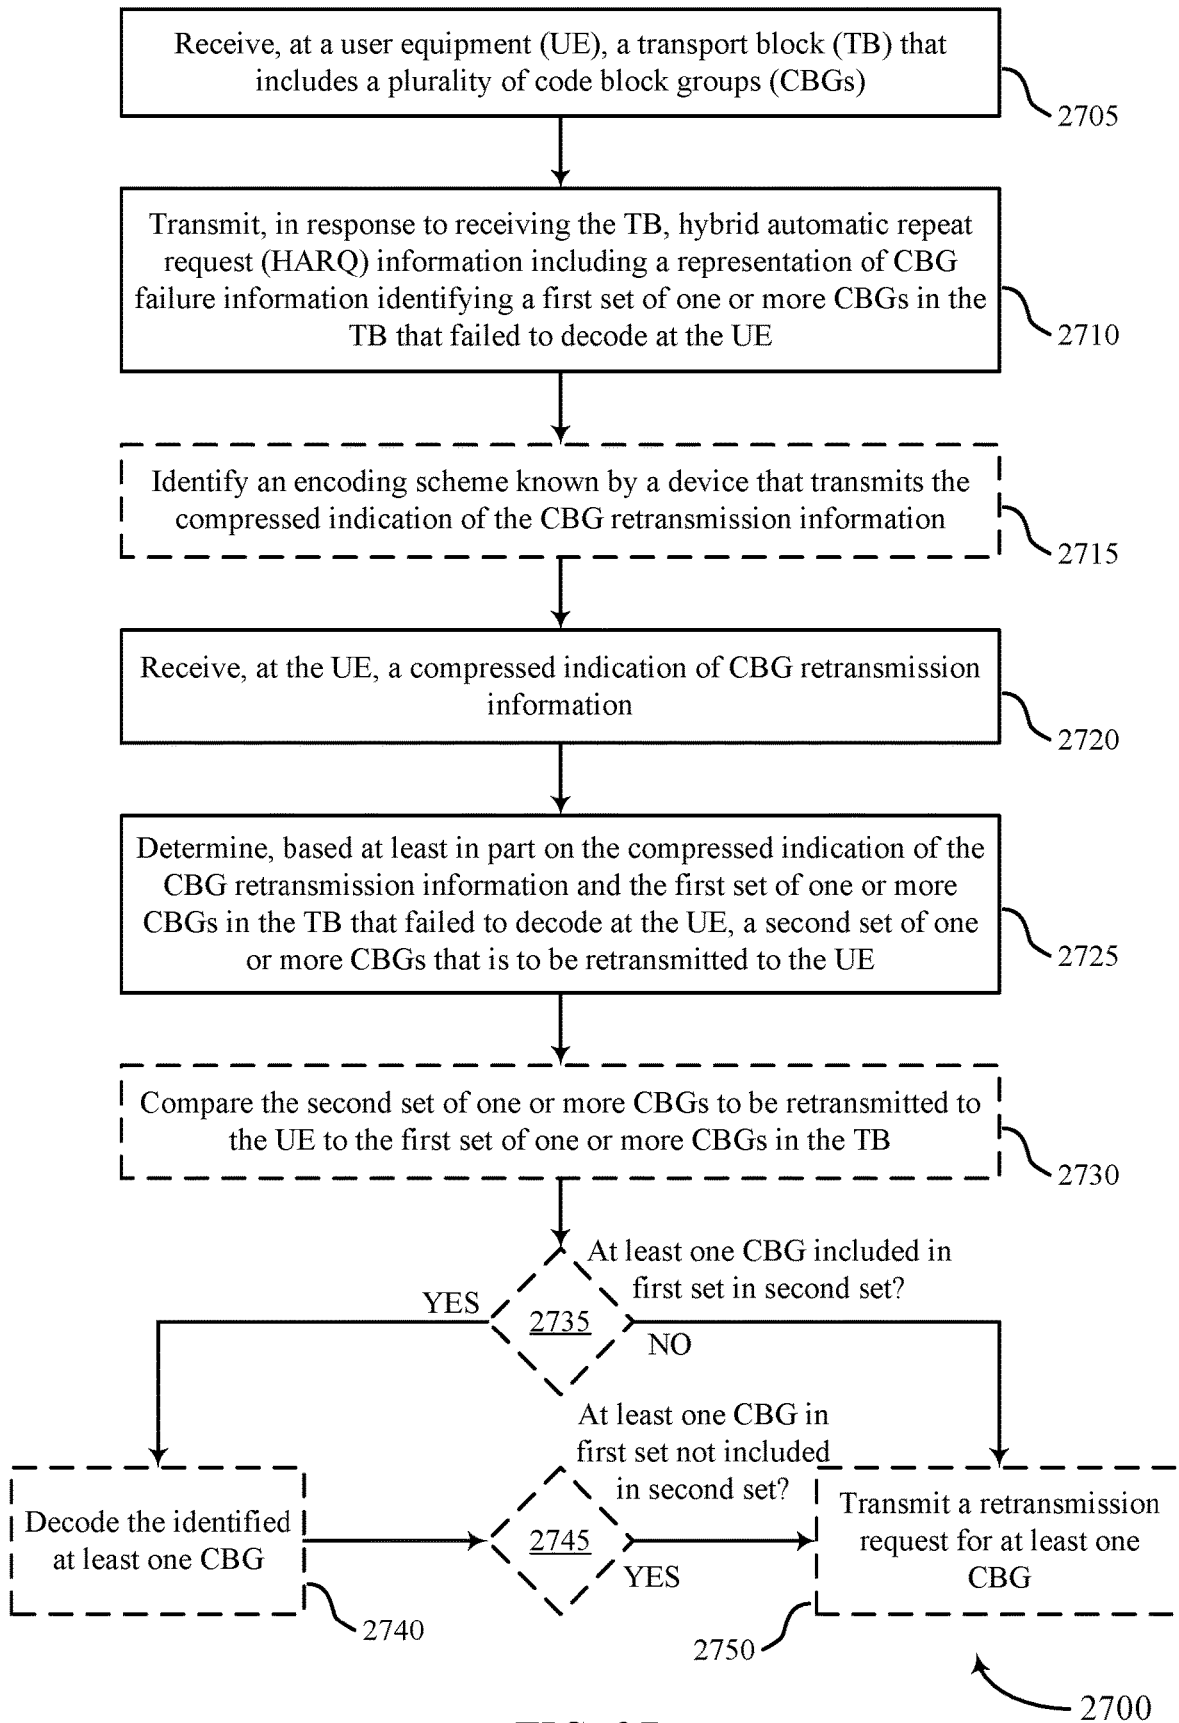 Receive, at a user equipment (UE), a transport block (TB) that
includes a plurality of code block groups (CBGs)
2705
Transmit, in response to receiving the TB, hybrid automatic repeat
request (HARQ) information including a representation of CBG
failure information identifying a first set of one or more CBGs in the
TB that failed to decode at the UE
2710
Identify an encoding scheme known by a device that transmits the
compressed indication of the CBG retransmission information
2715
Receive, at the UE, a compressed indication of CBG retransmission
information
2720
Determine, based at least in part on the compressed indication of the
CBG retransmission information and the first set of one or more
CBGs in the TB that failed to decode at the UE, a second set of one
or more CBGs that is to be retransmitted to the UE
2725
Compare the second set of one or more CBGs to be retransmitted to
the UE to the first set of one or more CBGs in the TB
2730
At least one CBG included in
first set in second set?
YES
2735
NO
At least one CBG in
first set not included
in second set?
Decode the identified
at least one CBG
2740
2745
YES
Transmit a retransmission
request for at least one
CBG
2750
2700